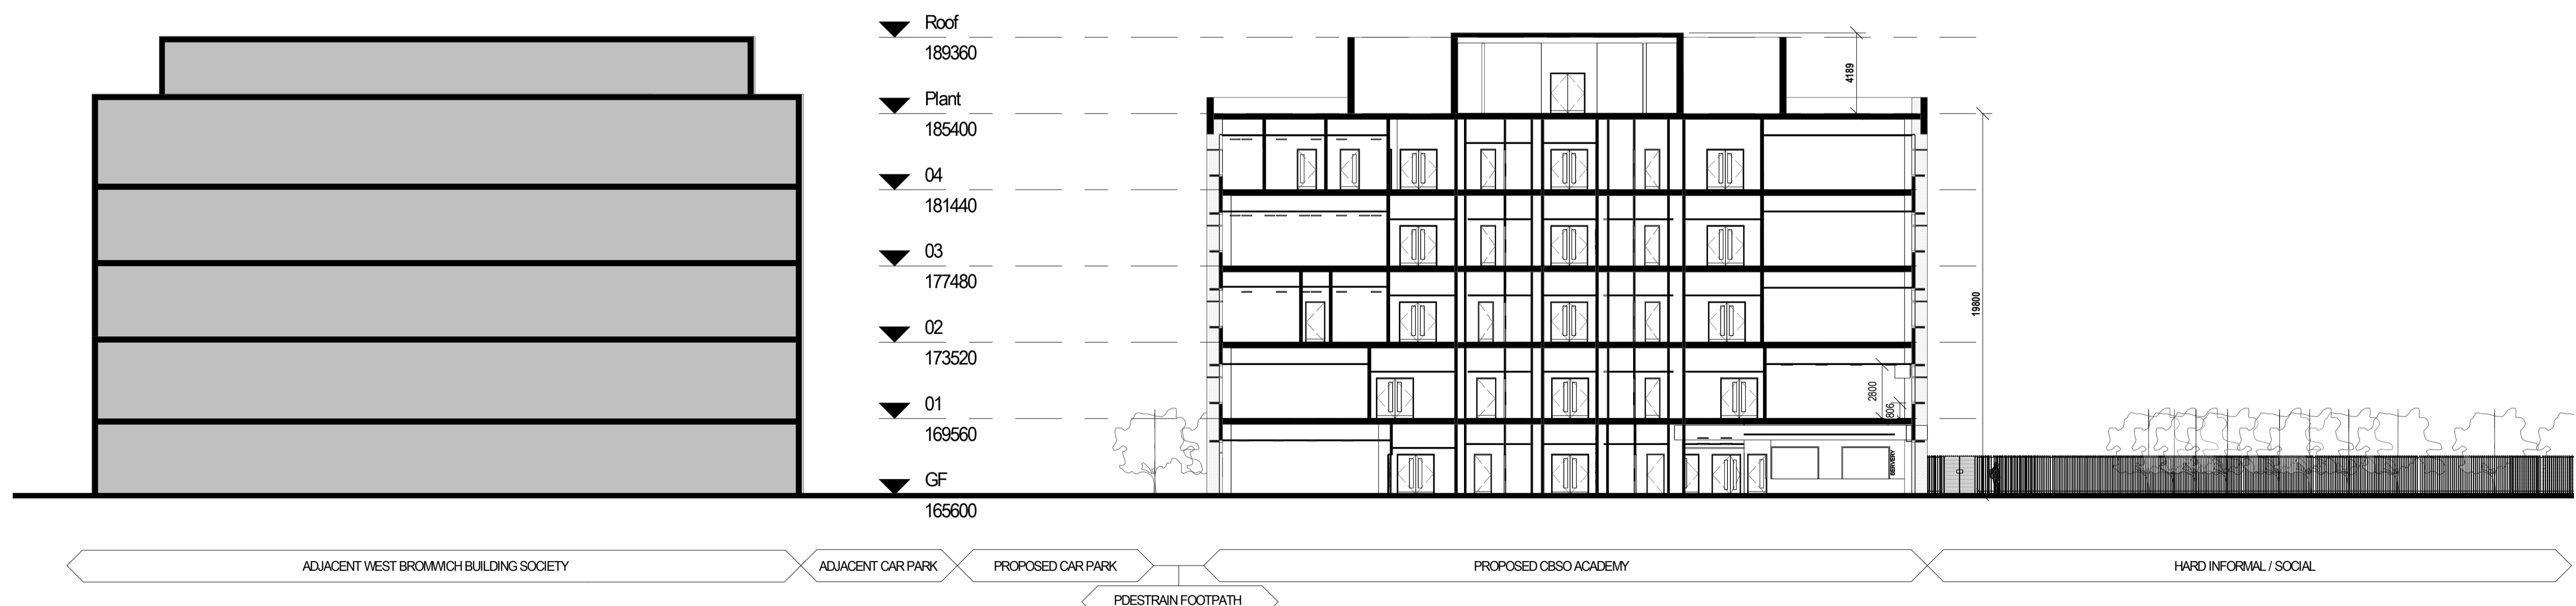 Roof
189360
4189
Plant
185400
04
181440
03
177480
02
173520
19800
2800
806
01
169560
SERVERY
GF
165600
ADJACENT WEST BROMWICH BUILDING SOCIETY
ADJACENT CAR PARK
PROPOSED CAR PARK
PROPOSED CBSO ACADEMY
HARD INFORMAL / SOCIAL
PDESTRAIN FOOTPATH